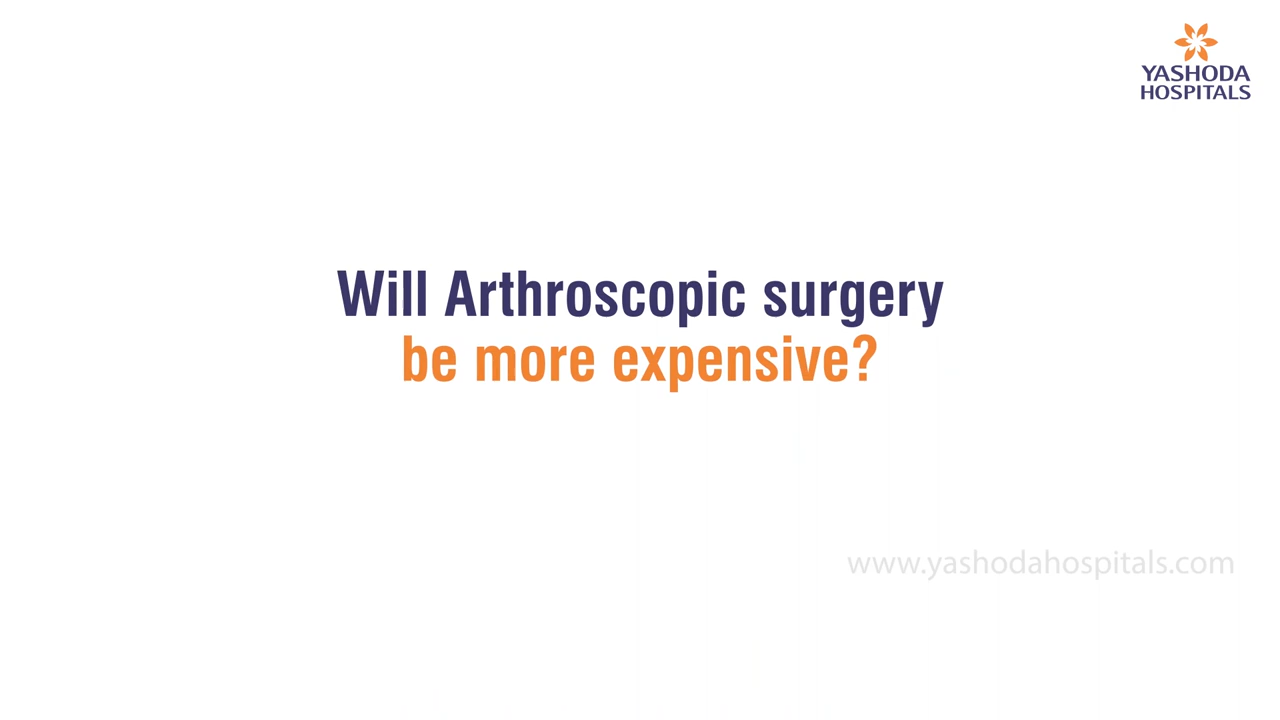 YASHODA
HOSPITALS
Will Arthroscopic surgery
be more expensive?
www.yashodahospitals.com